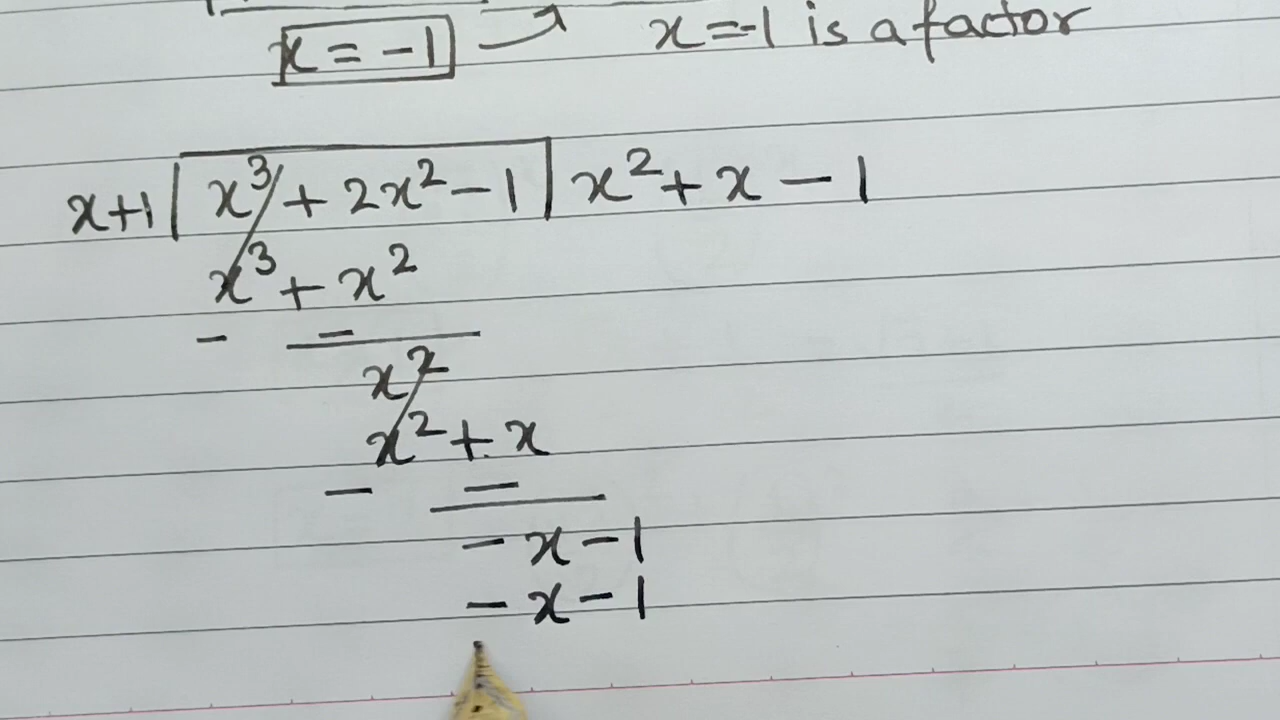 x = -1 x=-1 is a factor
x+1 x³ + 2x² - 1 x² + x - 1
x³ + x²
- -
x²
x² + x
- -
- x - 1
- x - 1